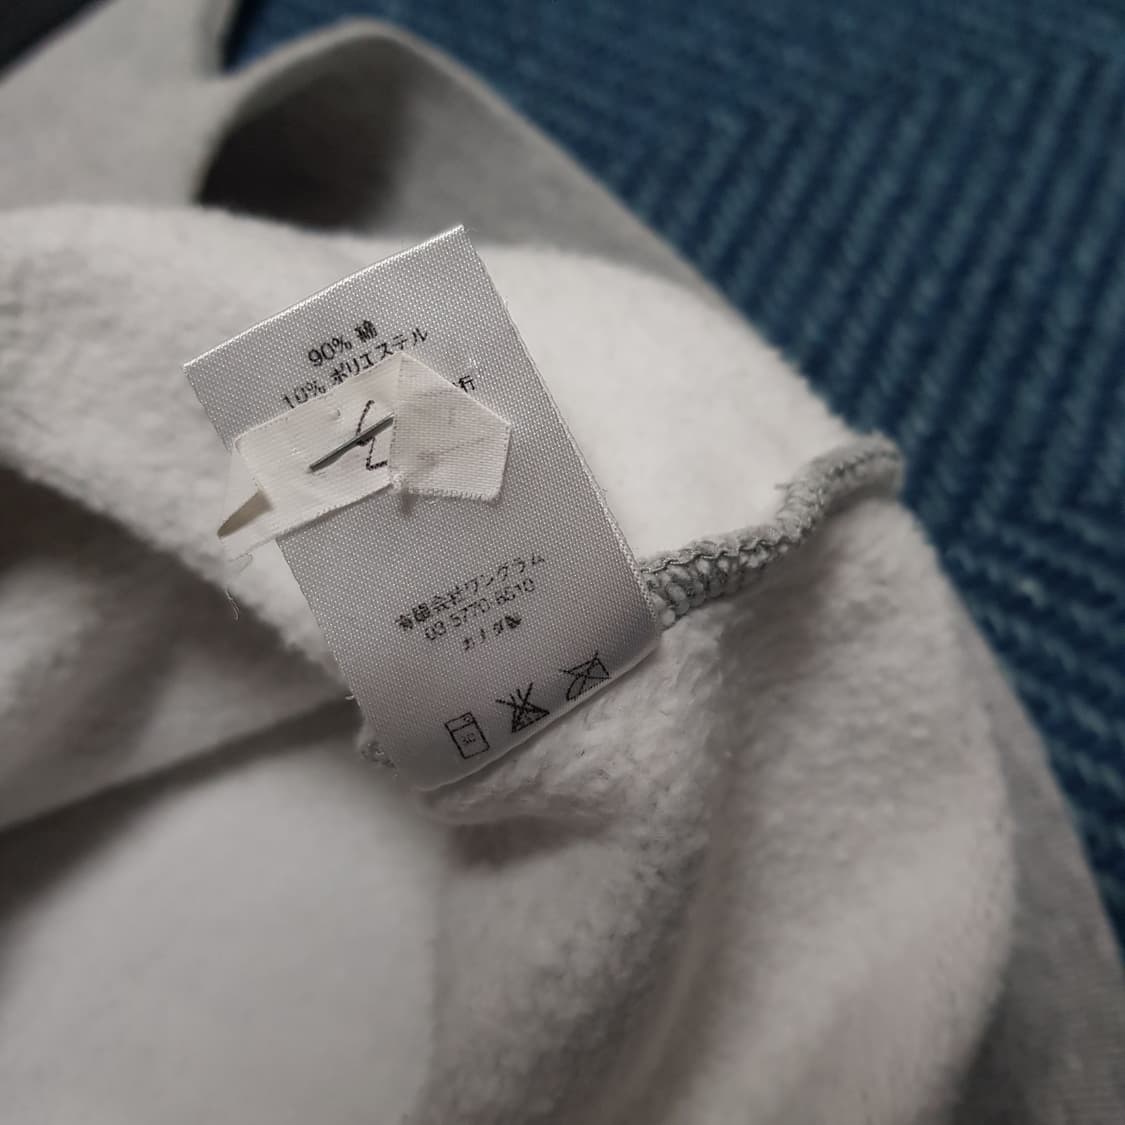 90% 綿
10% ポリエステル
有限会社ワングラム
03 5770 6510
カナダ製